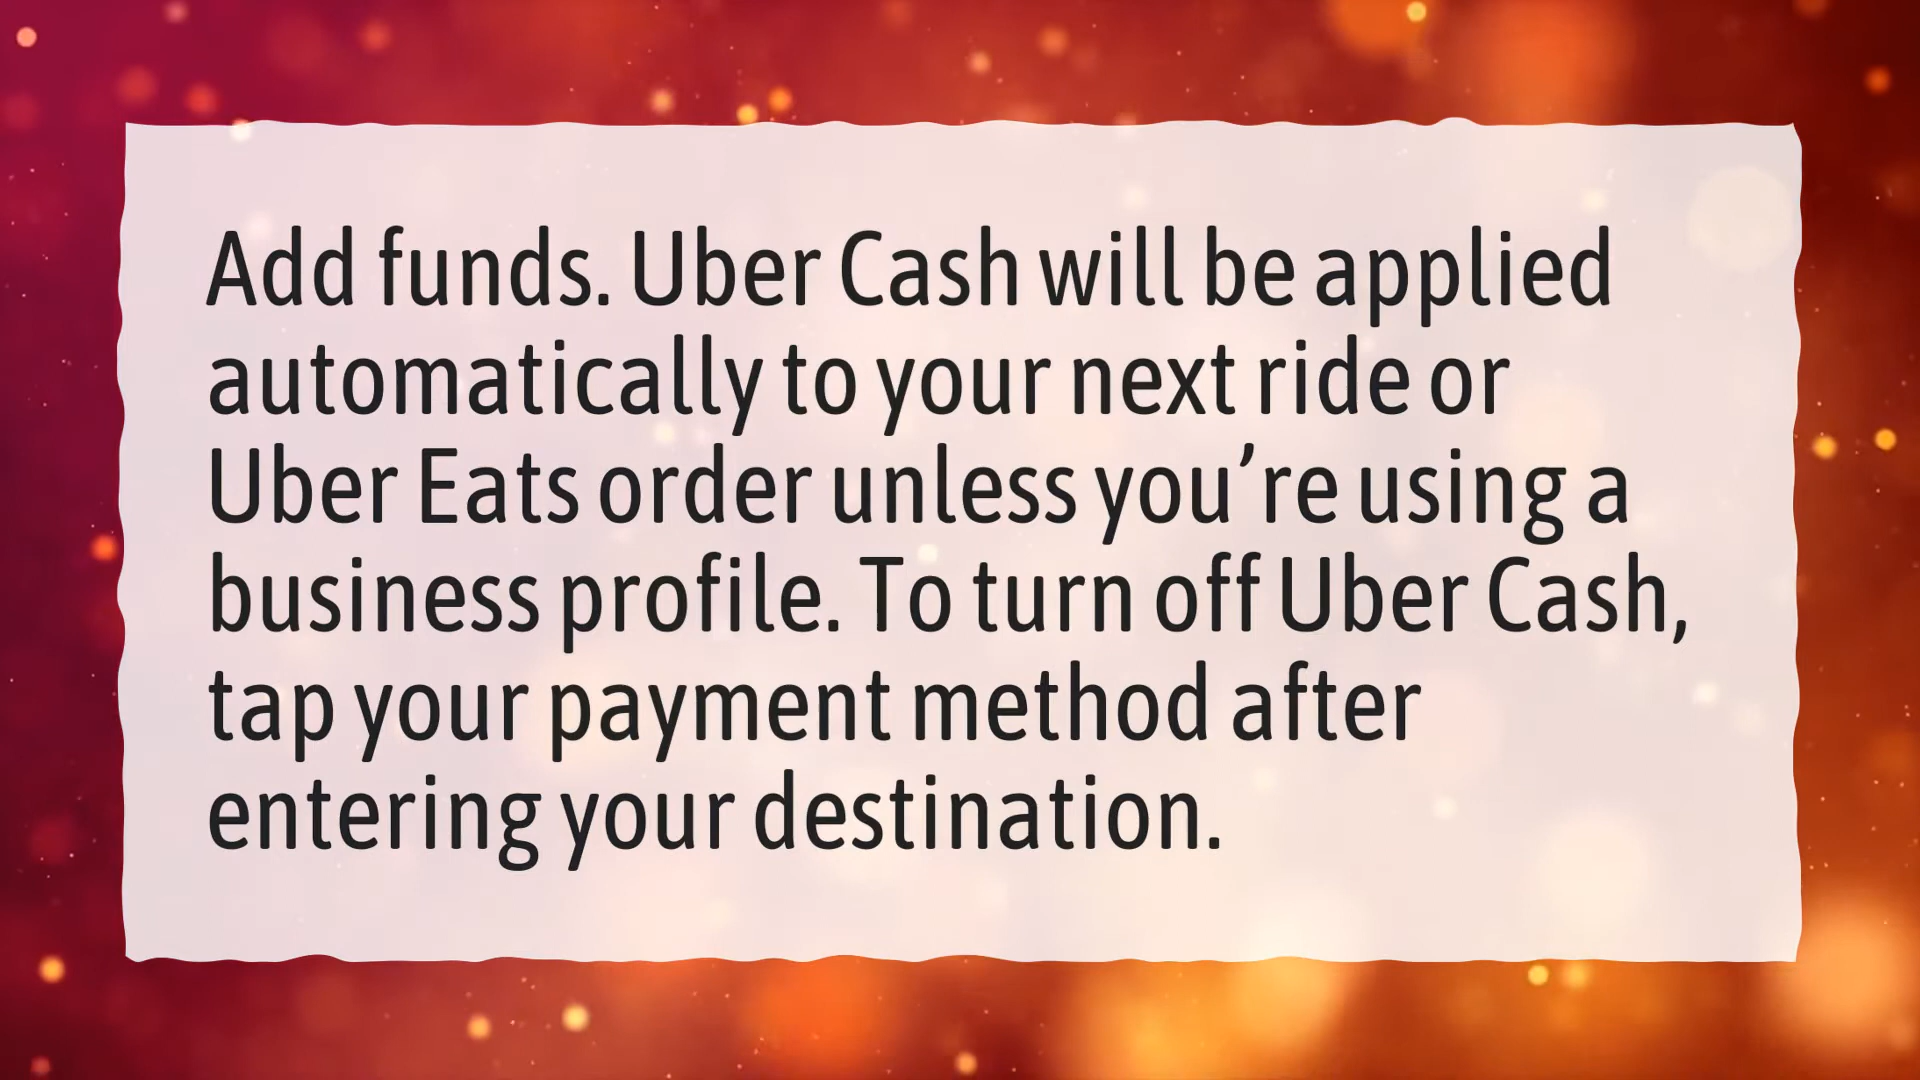 Add funds. Uber Cash will be applied
automatically to your next ride or
Uber Eats order unless you’re using a
business profile. To turn off Uber Cash,
tap your payment method after
entering your destination.